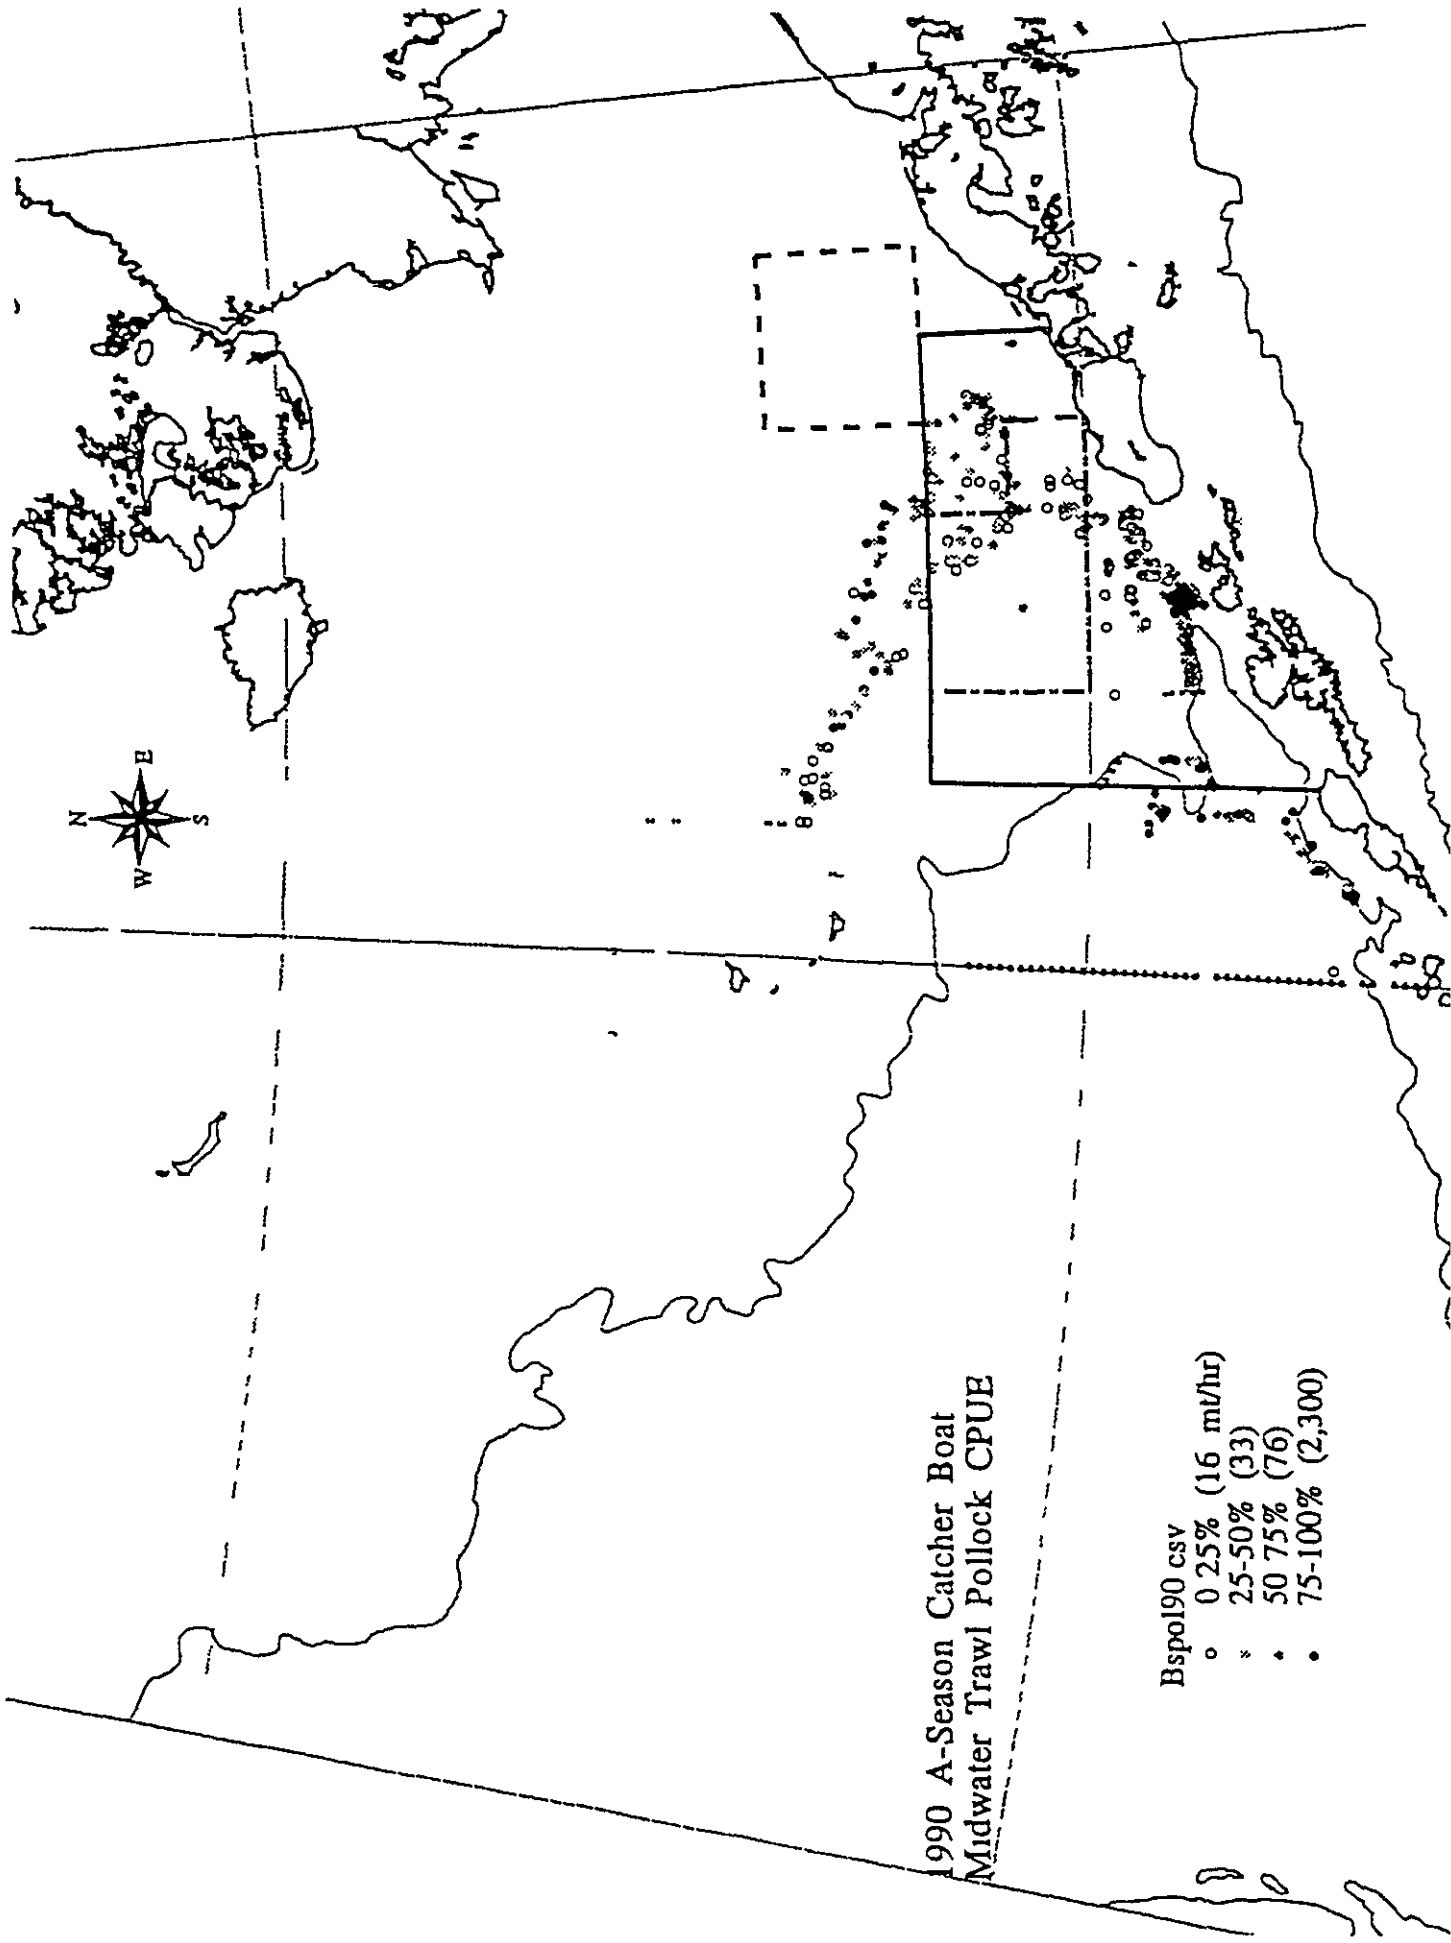 N
W
E
S
1990 A-Season Catcher Boat
Midwater Trawl Pollock CPUE
Bspol90 csv
0 25% (16 mt/hr)
25-50% (33)
50 75% (76)
75-100% (2,300)